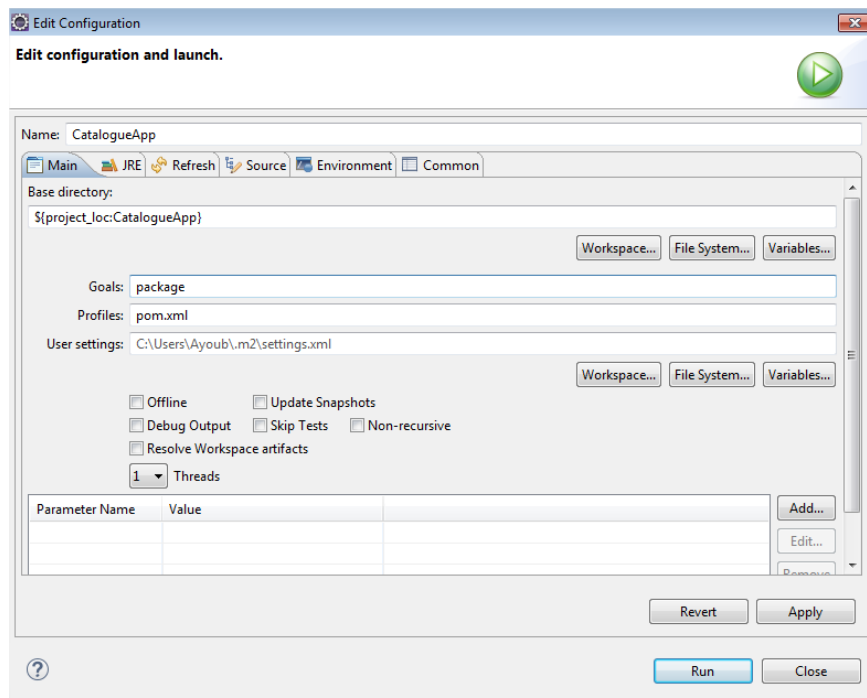 Edit Configuration
Edit configuration and launch.
Name: CatalogueApp
Main JRE Refresh Source Environment Common
Base directory:
${project_loc:CatalogueApp}
Workspace... File System... Variables...
Goals: package
Profiles: pom.xml
User settings: C:\Users\Ayoub\.m2\settings.xml
Workspace... File System... Variables...
Offline Update Snapshots
Debug Output Skip Tests Non-recursive
Resolve Workspace artifacts
1 Threads
Parameter Name Value Add...
Edit...
Remove
Revert Apply
? Run Close